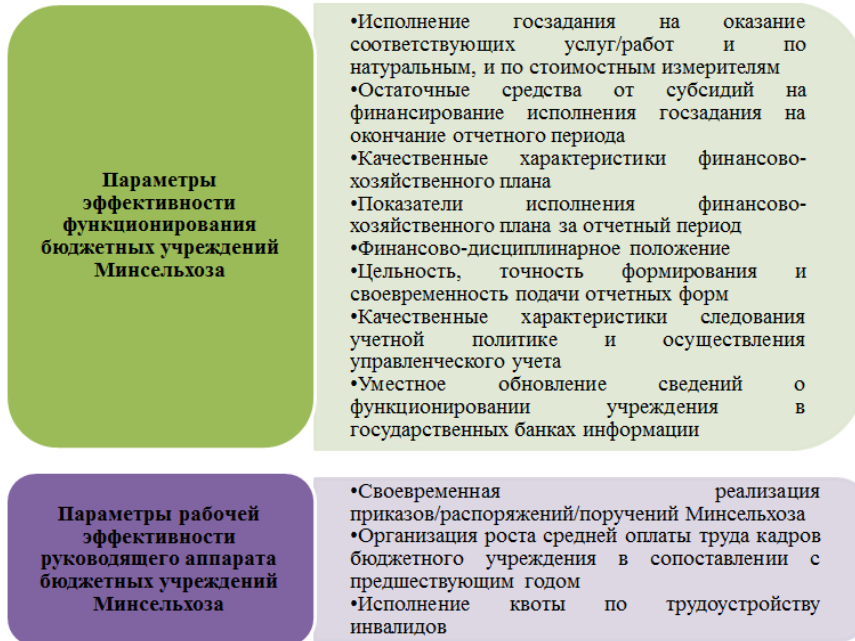 Параметры
эффективности
функционирования
бюджетных учреждений
Минсельхоза
•Исполнение госзадания на оказание
соответствующих услуг/работ и по
натуральным, и по стоимостным измерителям
•Остаточные средства от субсидий на
финансирование исполнения госзадания на
окончание отчетного периода
•Качественные характеристики финансово-
хозяйственного плана
•Показатели исполнения финансово-
хозяйственного плана за отчетный период
•Финансово-дисциплинарное положение
•Цельность, точность формирования и
своевременность подачи отчетных форм
•Качественные характеристики следования
учетной политике и осуществления
управленческого учета
•Уместное обновление сведений о
функционировании учреждения в
государственных банках информации
Параметры рабочей
эффективности
руководящего аппарата
бюджетных учреждений
Минсельхоза
•Своевременная реализация
приказов/распоряжений/поручений Минсельхоза
•Организация роста средней оплаты труда кадров
бюджетного учреждения в сопоставлении с
предшествующим годом
•Исполнение квоты по трудоустройству
инвалидов